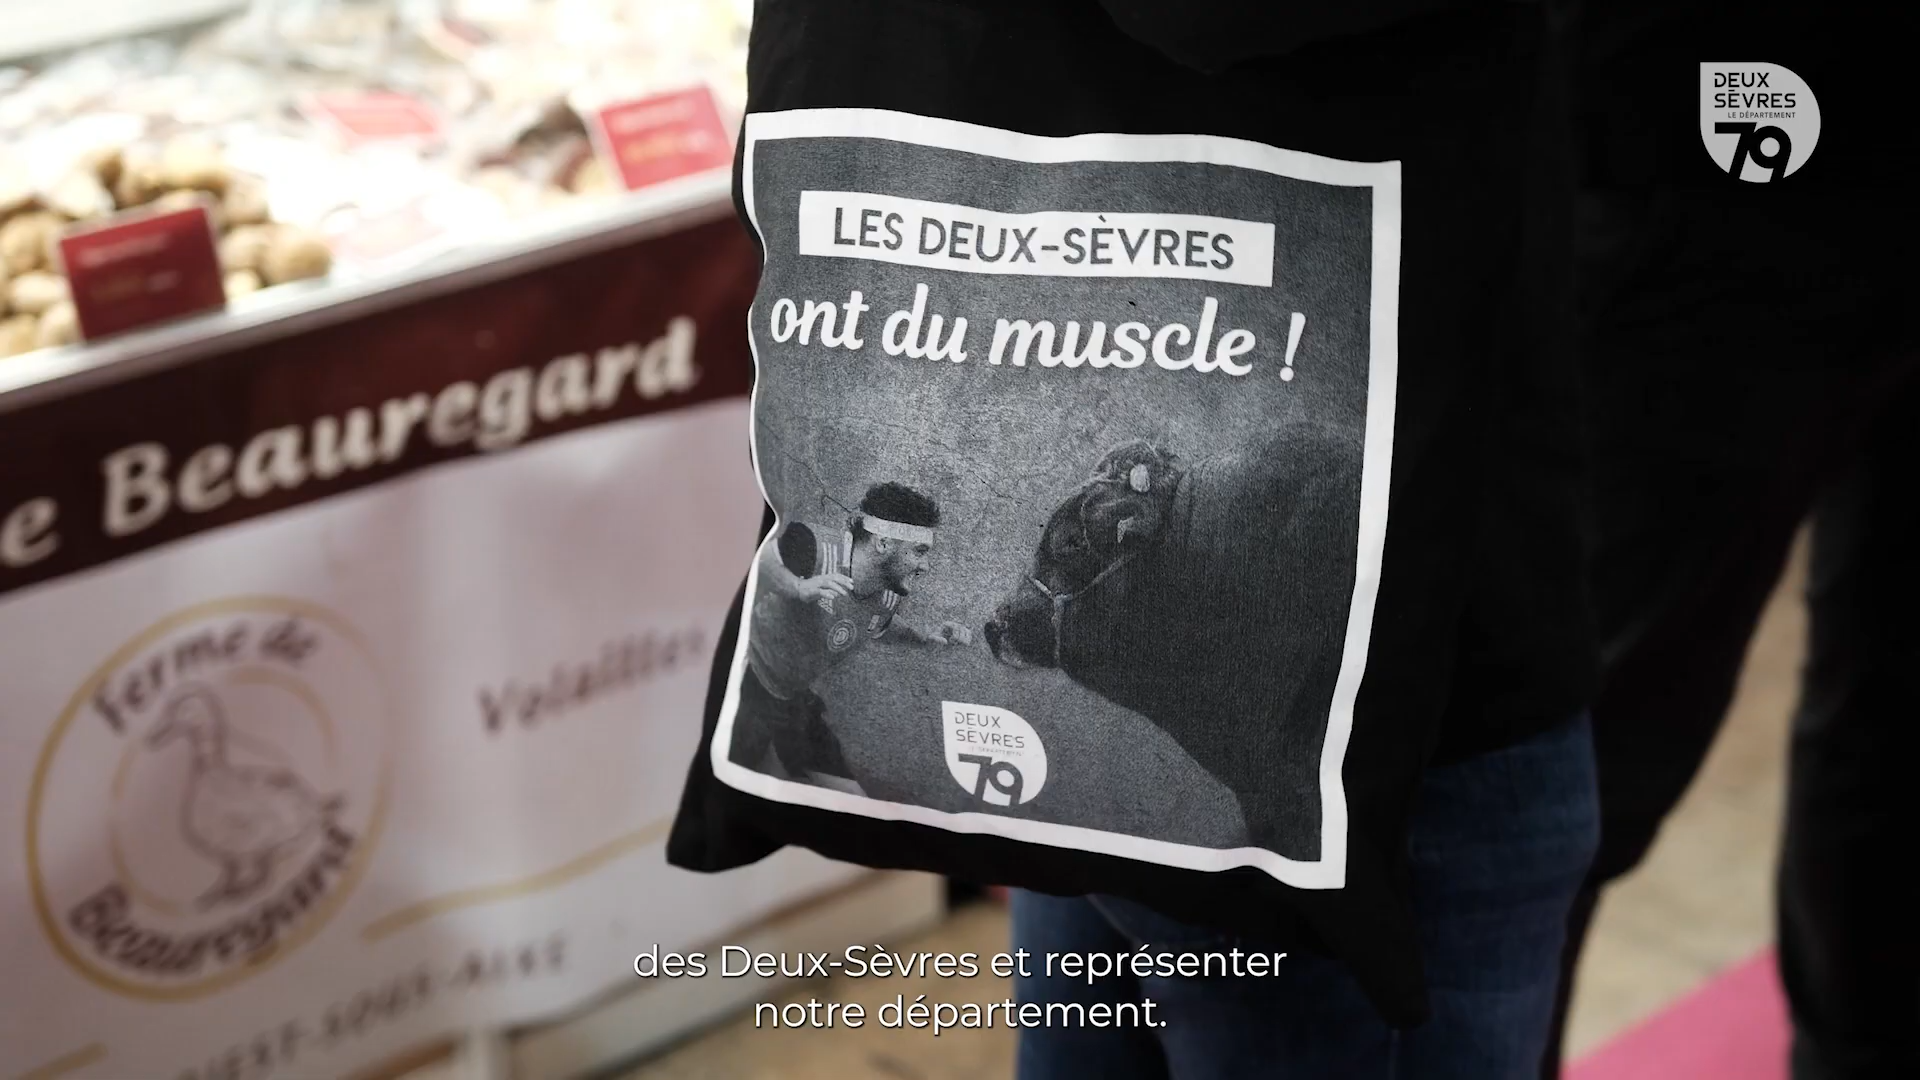 DEUX
SÈVRES
LE DÉPARTEMENT
79
LES DEUX-SÈVRES
ont du muscle !
DEUX
SÈVRES
LE DÉPARTEMENT
79
e Beauregard
Ferme de
Beauregard
Volailles
des Deux-Sèvres et représenter
notre département.